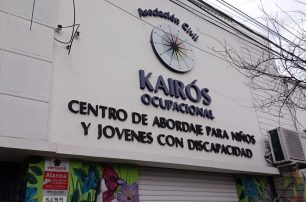 Asociación Civil
KAIRÓS
OCUPACIONAL
CENTRO DE ABORDAJE PARA NIÑOS
Y JOVENES CON DISCAPACIDAD
Alarma